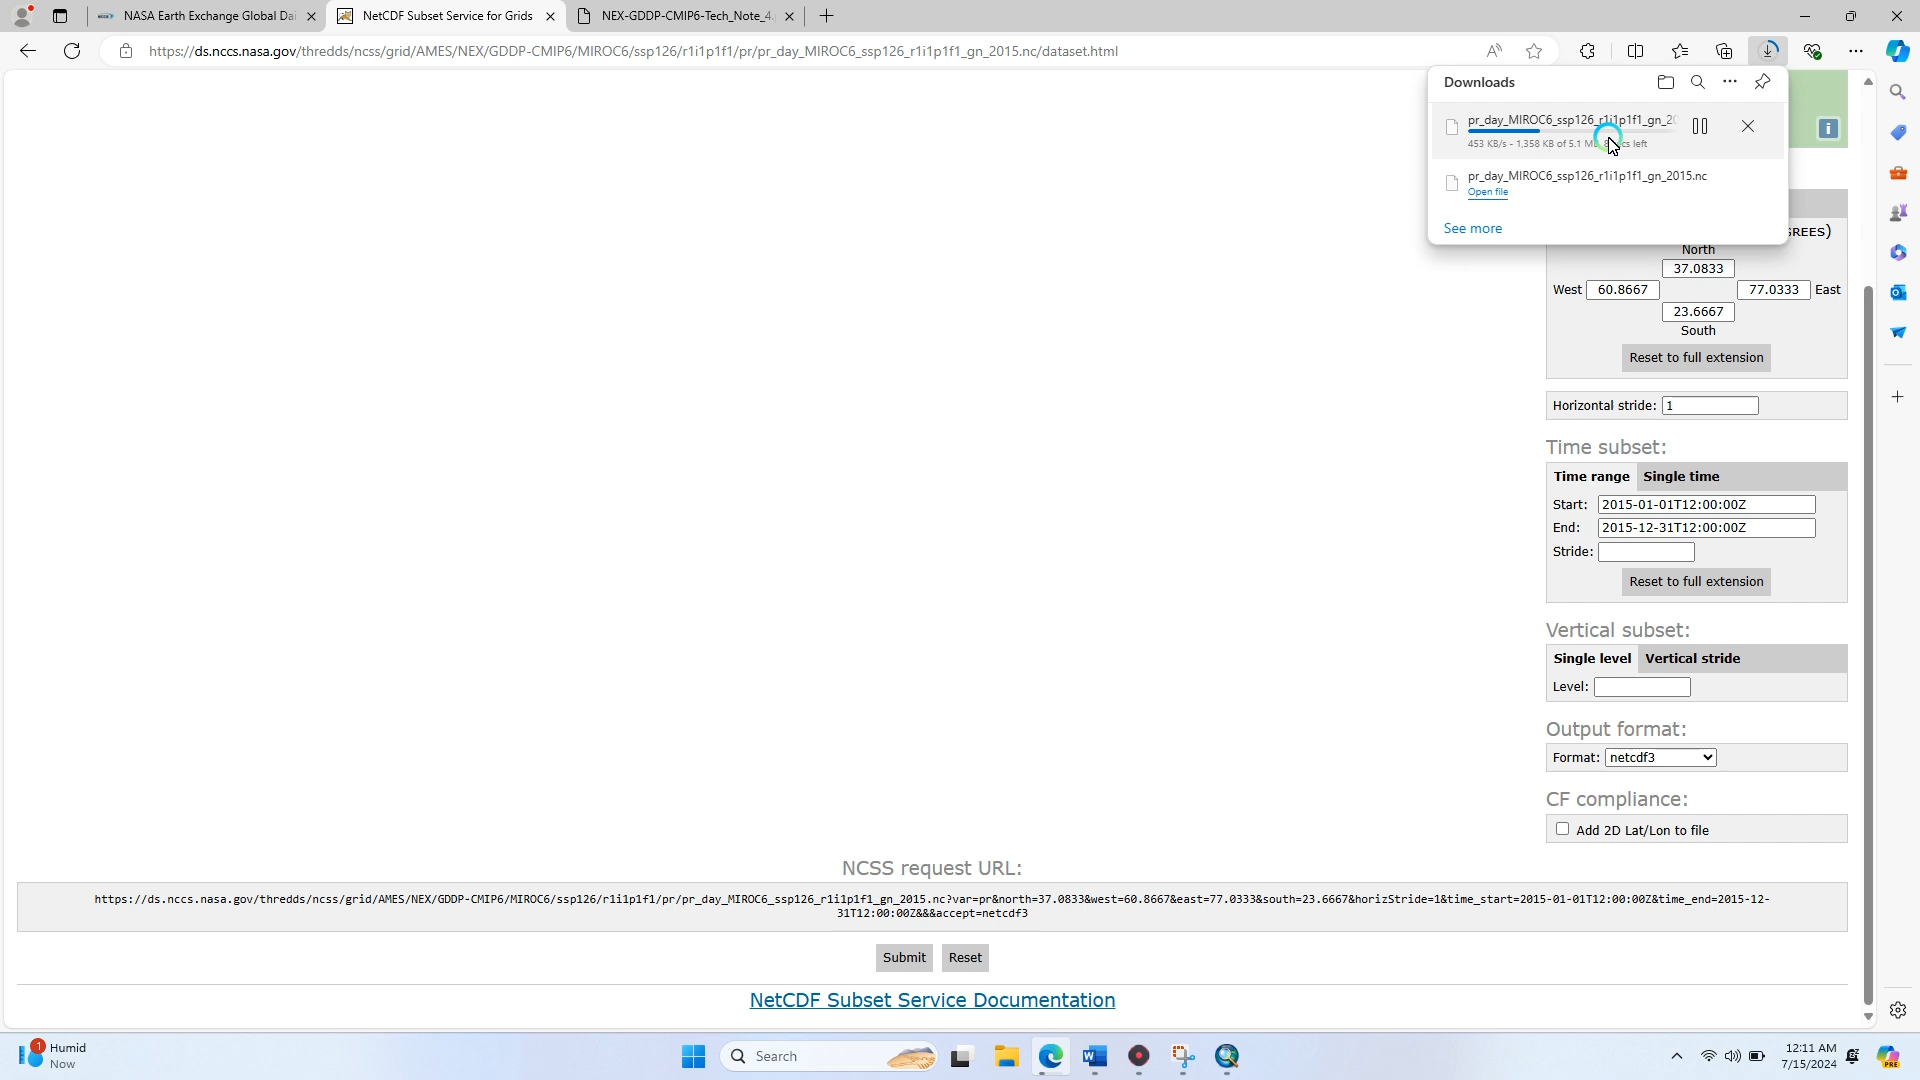 NASA Earth Exchange Global Dai
NetCDF Subset Service for Grids
NEX-GDDP-CMIP6-Tech_Note_4.
https://ds.nccs.nasa.gov/thredds/ncss/grid/AMES/NEX/GDDP-CMIP6/MIROC6/ssp126/r1i1p1f1/pr/pr_day_MIROC6_ssp126_r1i1p1f1_gn_2015.nc/dataset.html
Downloads
pr_day_MIROC6_ssp126_r1i1p1f1_gn_20
453 KB/s - 1,358 KB of 5.1 MB, 8 secs left
pr_day_MIROC6_ssp126_r1i1p1f1_gn_2015.nc
Open file
See more
GREES)
North
37.0833
West 60.8667 77.0333 East
23.6667
South
Reset to full extension
Horizontal stride: 1
Time subset:
Time range Single time
Start: 2015-01-01T12:00:00Z
End: 2015-12-31T12:00:00Z
Stride:
Reset to full extension
Vertical subset:
Single level Vertical stride
Level:
Output format:
Format: netcdf3
CF compliance:
Add 2D Lat/Lon to file
NCSS request URL:
https://ds.nccs.nasa.gov/thredds/ncss/grid/AMES/NEX/GDDP-CMIP6/MIROC6/ssp126/r1i1p1f1/pr/pr_day_MIROC6_ssp126_r1i1p1f1_gn_2015.nc?var=pr&north=37.0833&west=60.8667&east=77.0333&south=23.6667&horizStride=1&time_start=2015-01-01T12:00:00Z&time_end=2015-12-
31T12:00:00Z&&&accept=netcdf3
Submit Reset
NetCDF Subset Service Documentation
1
Humid
Now
Search
12:11 AM
7/15/2024
PRE